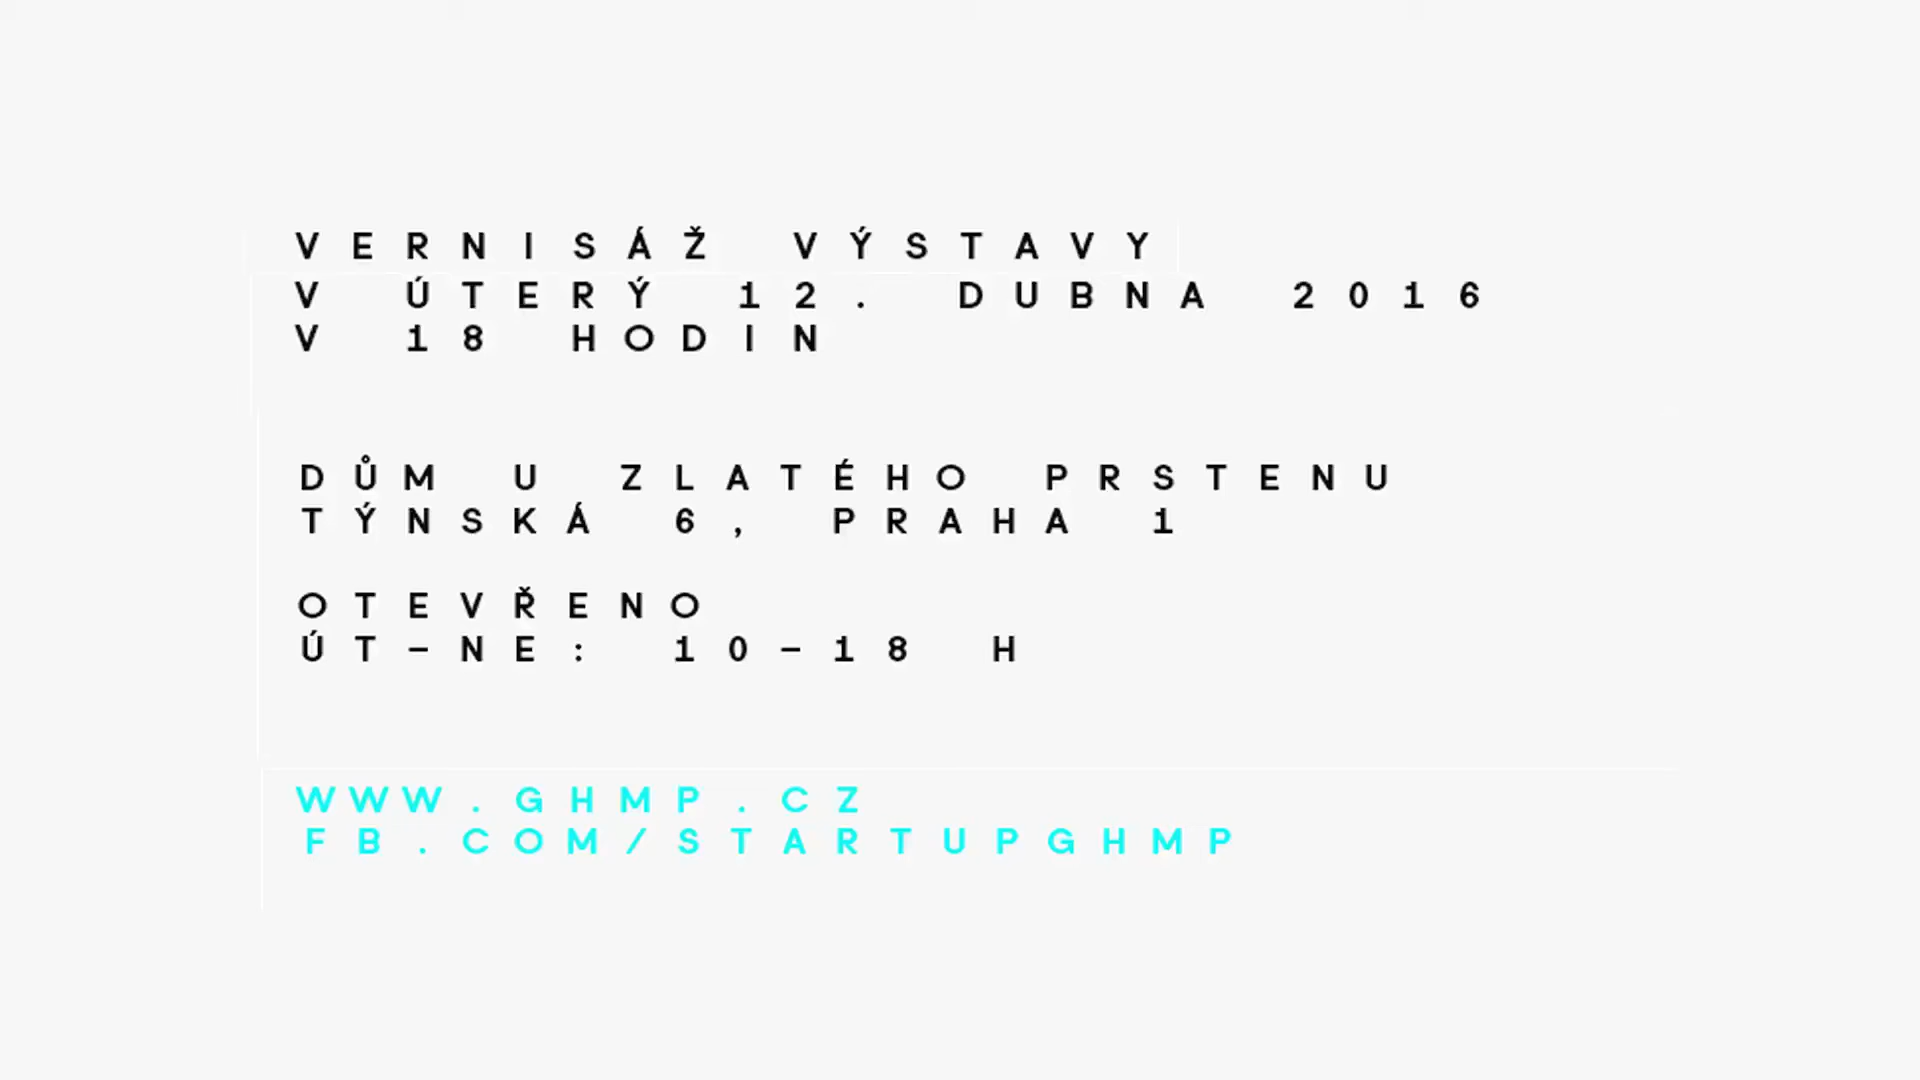 VERNISÁŽ VÝSTAVY
V ÚTERÝ 12. DUBNA 2016
V 18 HODIN
DŮM U ZLATÉHO PRSTENU
TÝNSKÁ 6, PRAHA 1
OTEVŘENO
ÚT–NE: 10–18 H
WWW.GHMP.CZ
FB.COM/STARTUPGHMP